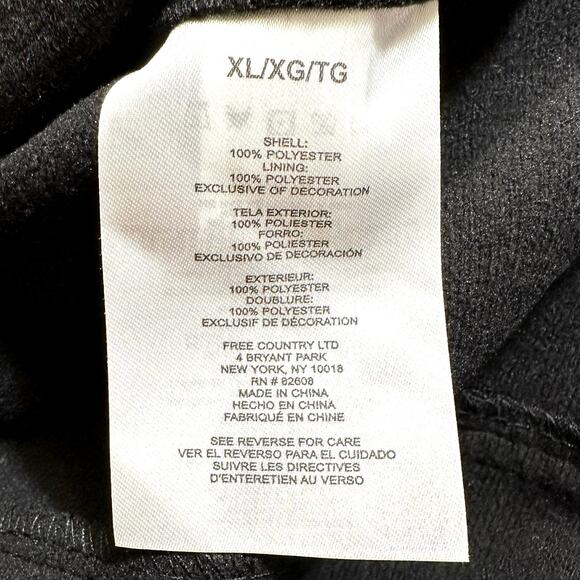 XL/XG/TG
SHELL:
100% POLYESTER
LINING:
100% POLYESTER
EXCLUSIVE OF DECORATION
TELA EXTERIOR:
100% POLIESTER
FORRO:
100% POLIESTER
EXCLUSIVO DE DECORACIÓN
EXTERIEUR:
100% POLYESTER
DOUBLURE:
100% POLYESTER
EXCLUSIF DE DÉCORATION
FREE COUNTRY LTD
4 BRYANT PARK
NEW YORK, NY 10018
RN # 82608
MADE IN CHINA
HECHO EN CHINA
FABRIQUÉ EN CHINE
SEE REVERSE FOR CARE
VER EL REVERSO PARA EL CUIDADO
SUIVRE LES DIRECTIVES
D'ENTERETIEN AU VERSO